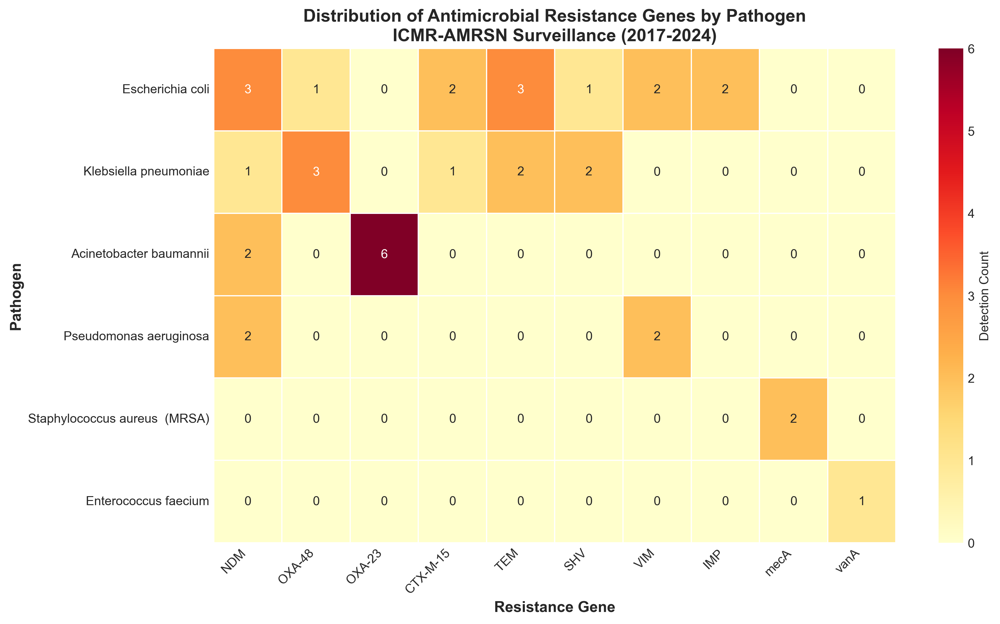 Distribution of Antimicrobial Resistance Genes by Pathogen
ICMR-AMRSN Surveillance (2017-2024)
Pathogen
Escherichia coli 3 1 0 2 3 1 2 2 0 0
Klebsiella pneumoniae 1 3 0 1 2 2 0 0 0 0
Acinetobacter baumannii 2 0 6 0 0 0 0 0 0 0
Pseudomonas aeruginosa 2 0 0 0 0 0 2 0 0 0
Staphylococcus aureus  (MRSA) 0 0 0 0 0 0 0 0 2 0
Enterococcus faecium 0 0 0 0 0 0 0 0 0 1
NDM OXA-48 OXA-23 CTX-M-15 TEM SHV VIM IMP mecA vanA
Resistance Gene
6
5
4
3
2
1
0
Detection Count